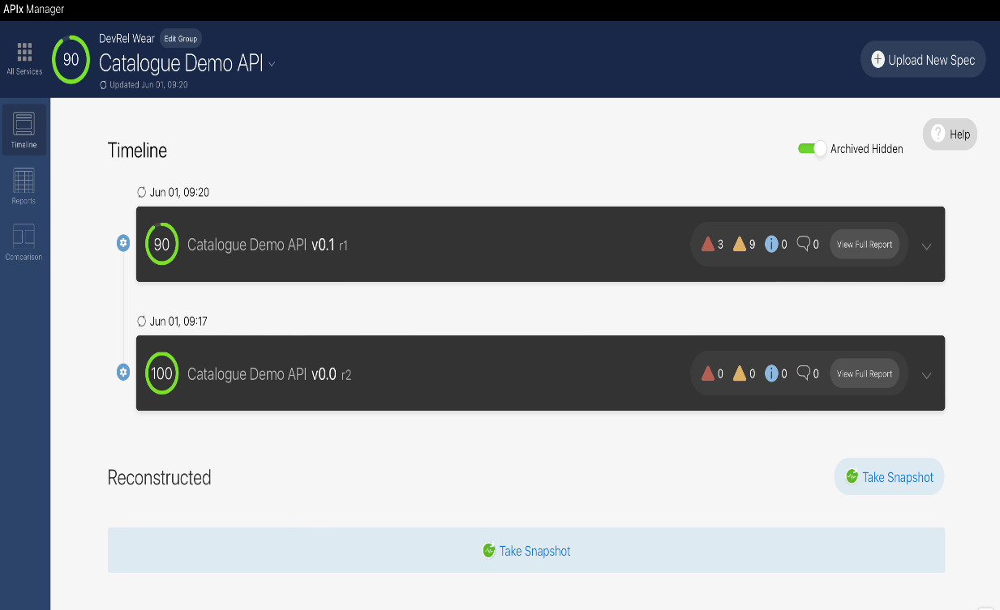 APIx Manager
All Services
90
DevRel Wear Edit Group
Catalogue Demo API
Updated Jun 01, 09:20
+ Upload New Spec
Timeline
Reports
Comparison
? Help
Timeline
Archived Hidden
Jun 01, 09:20
90 Catalogue Demo API v0.1 r1 3 9 i 0 0 View Full Report
Jun 01, 09:17
100 Catalogue Demo API v0.0 r2 0 0 i 0 0 View Full Report
Reconstructed
Take Snapshot
Take Snapshot